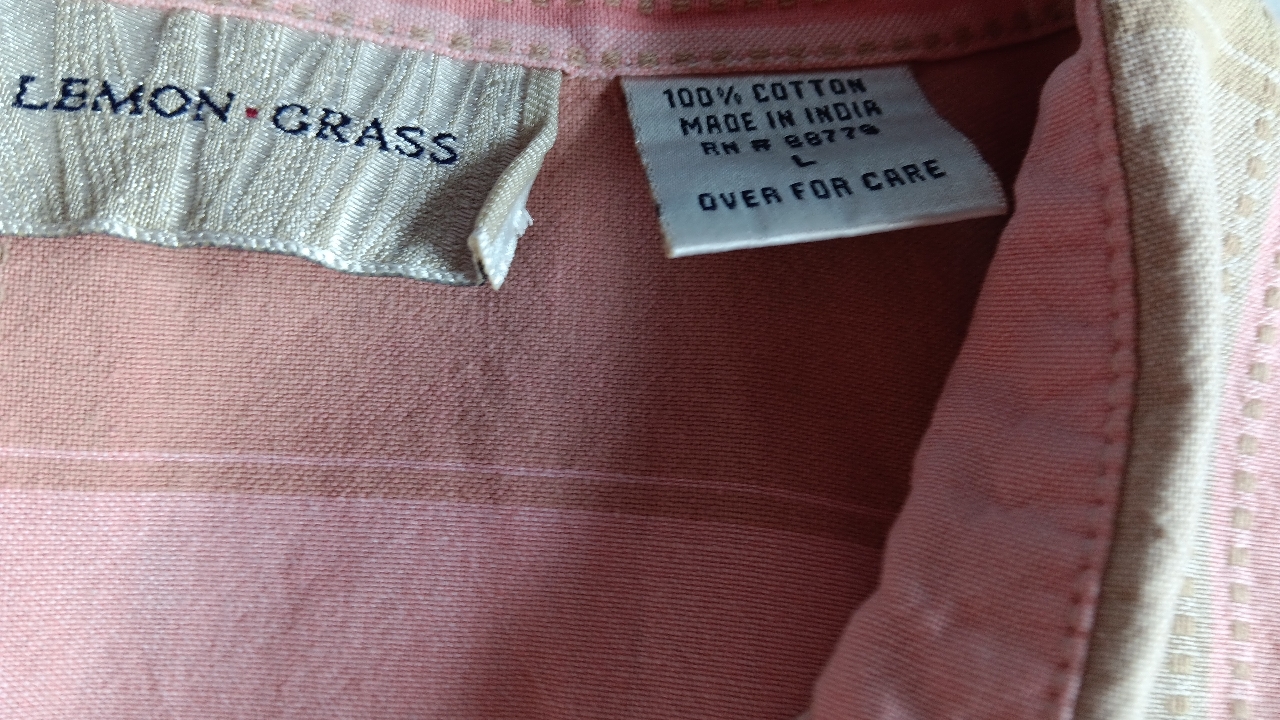 LEMON·GRASS
100% COTTON
MADE IN INDIA
RN #
L
OVER FOR CARE